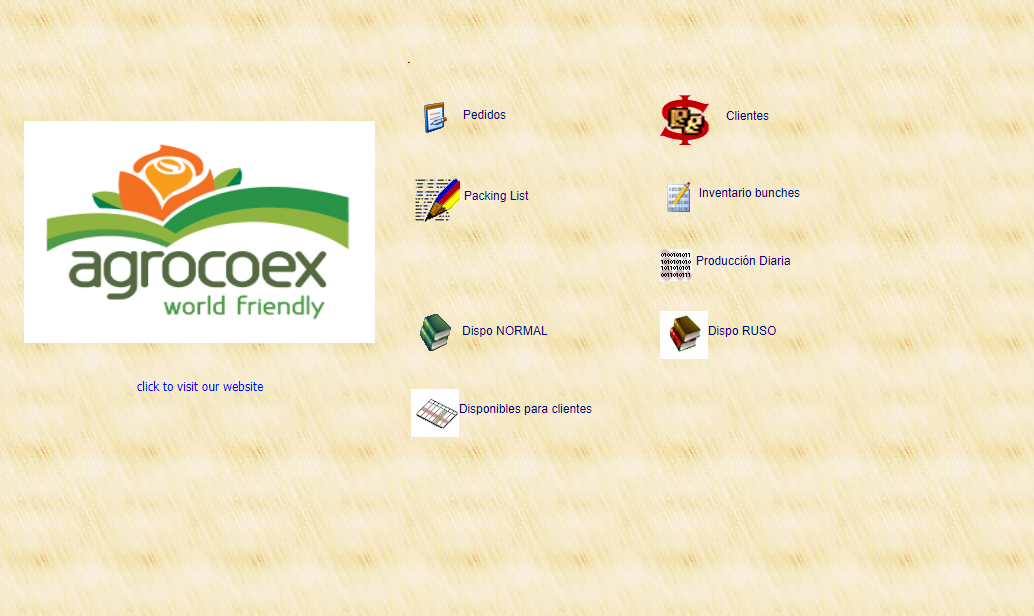 agrocoex
world friendly
click to visit our website
Pedidos
Clientes
Packing List
Inventario bunches
Producción Diaria
Dispo NORMAL
Dispo RUSO
Disponibles para clientes